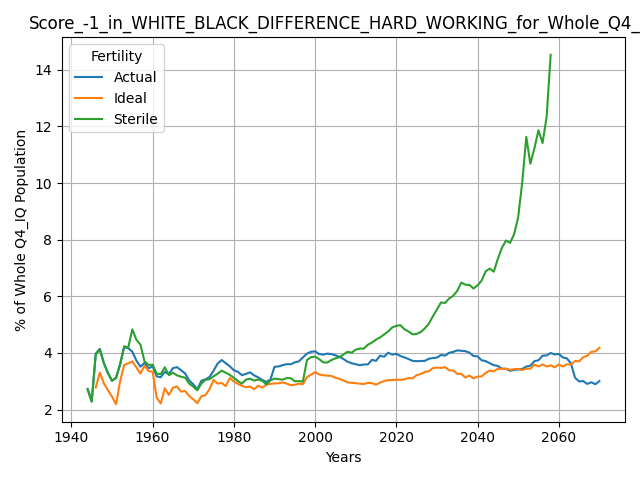 Score_-1_in_WHITE_BLACK_DIFFERENCE_HARD_WORKING_for_Whole_Q4_
Fertility
Actual
Ideal
Sterile
% of Whole Q4_IQ Population
14
12
10
8
6
4
2
1940 1960 1980 2000 2020 2040 2060
Years